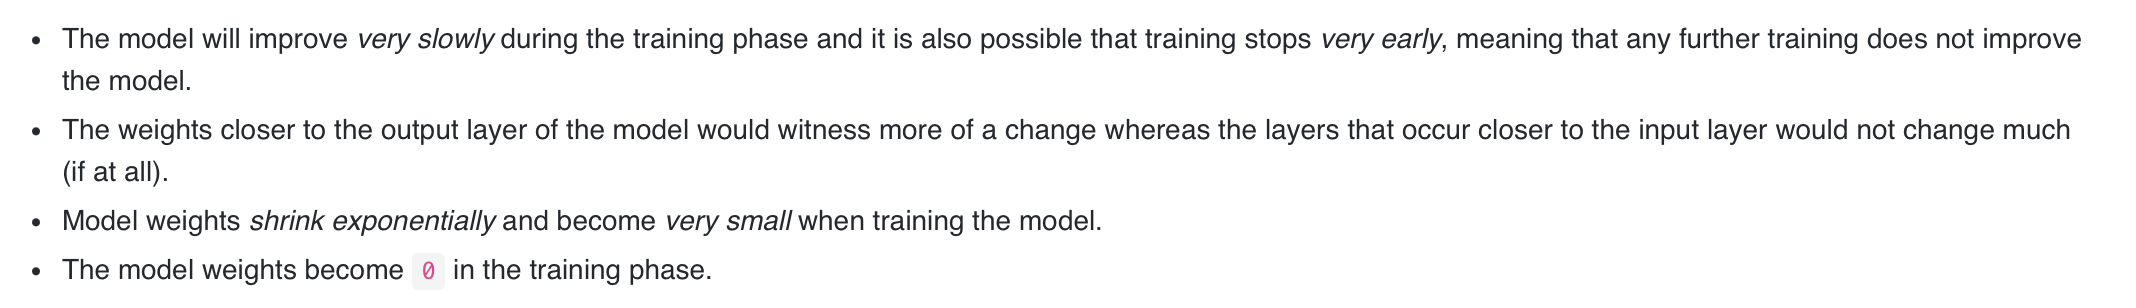 • The model will improve very slowly during the training phase and it is also possible that training stops very early, meaning that any further training does not improve
the model.
• The weights closer to the output layer of the model would witness more of a change whereas the layers that occur closer to the input layer would not change much
(if at all).
• Model weights shrink exponentially and become very small when training the model.
• The model weights become 0 in the training phase.